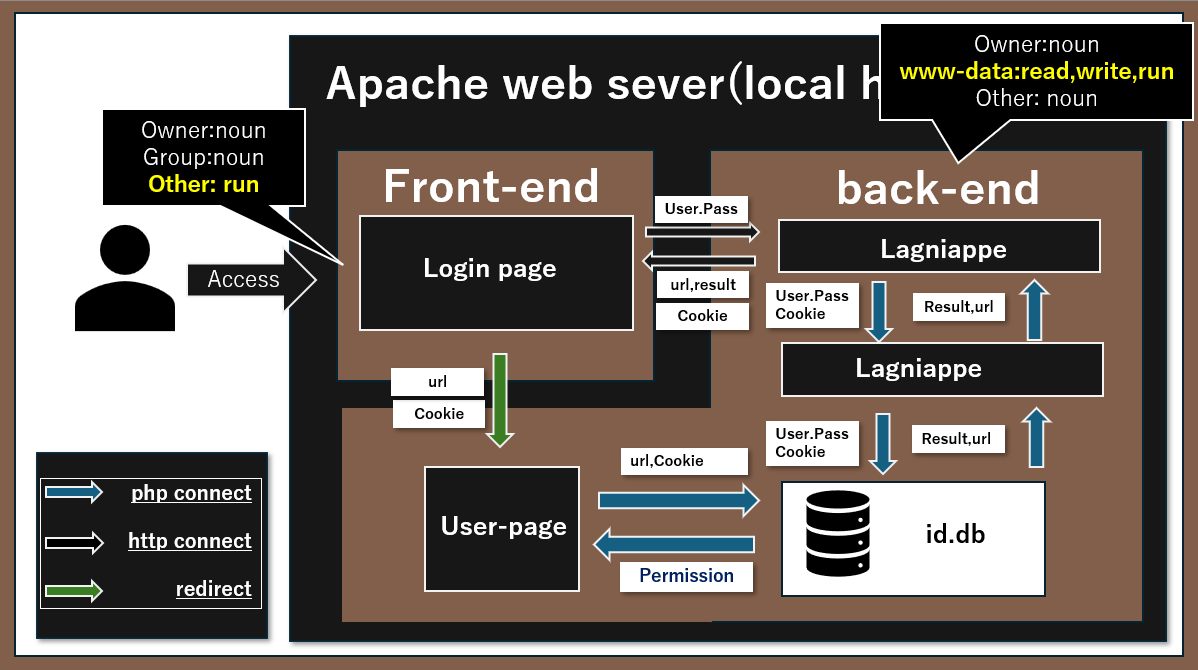 Apache web sever(local h
Owner:noun
www-data:read,write,run
Other: noun
Owner:noun
Group:noun
Other: run
Access
Front-end
Login page
User.Pass
url,result
Cookie
back-end
Lagniappe
User.Pass
Cookie
Result,url
Lagniappe
User.Pass
Cookie
Result,url
url
Cookie
User-page
url,Cookie
Permission
id.db
php connect
http connect
redirect